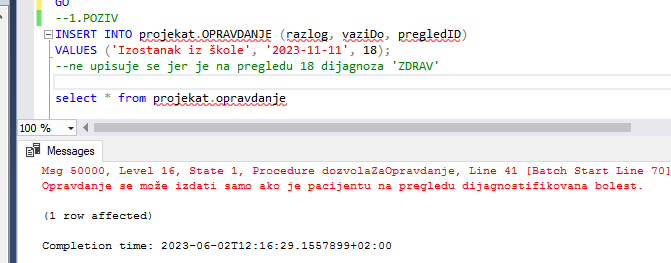 GO
--1.POZIV
INSERT INTO projekat.OPRAVDANJE (razlog, vaziDo, pregledID)
VALUES ('Izostanak iz škole', '2023-11-11', 18);
--ne upisuje se jer je na pregledu 18 dijagnoza 'ZDRAV'
select * from projekat.opravdanje
100 %
Messages
Msg 50000, Level 16, State 1, Procedure dozvolaZaOpravdanje, Line 41 [Batch Start Line 70]
Opravdanje se može izdati samo ako je pacijentu na pregledu dijagnostifikovana bolest.
(1 row affected)
Completion time: 2023-06-02T12:16:29.1557899+02:00